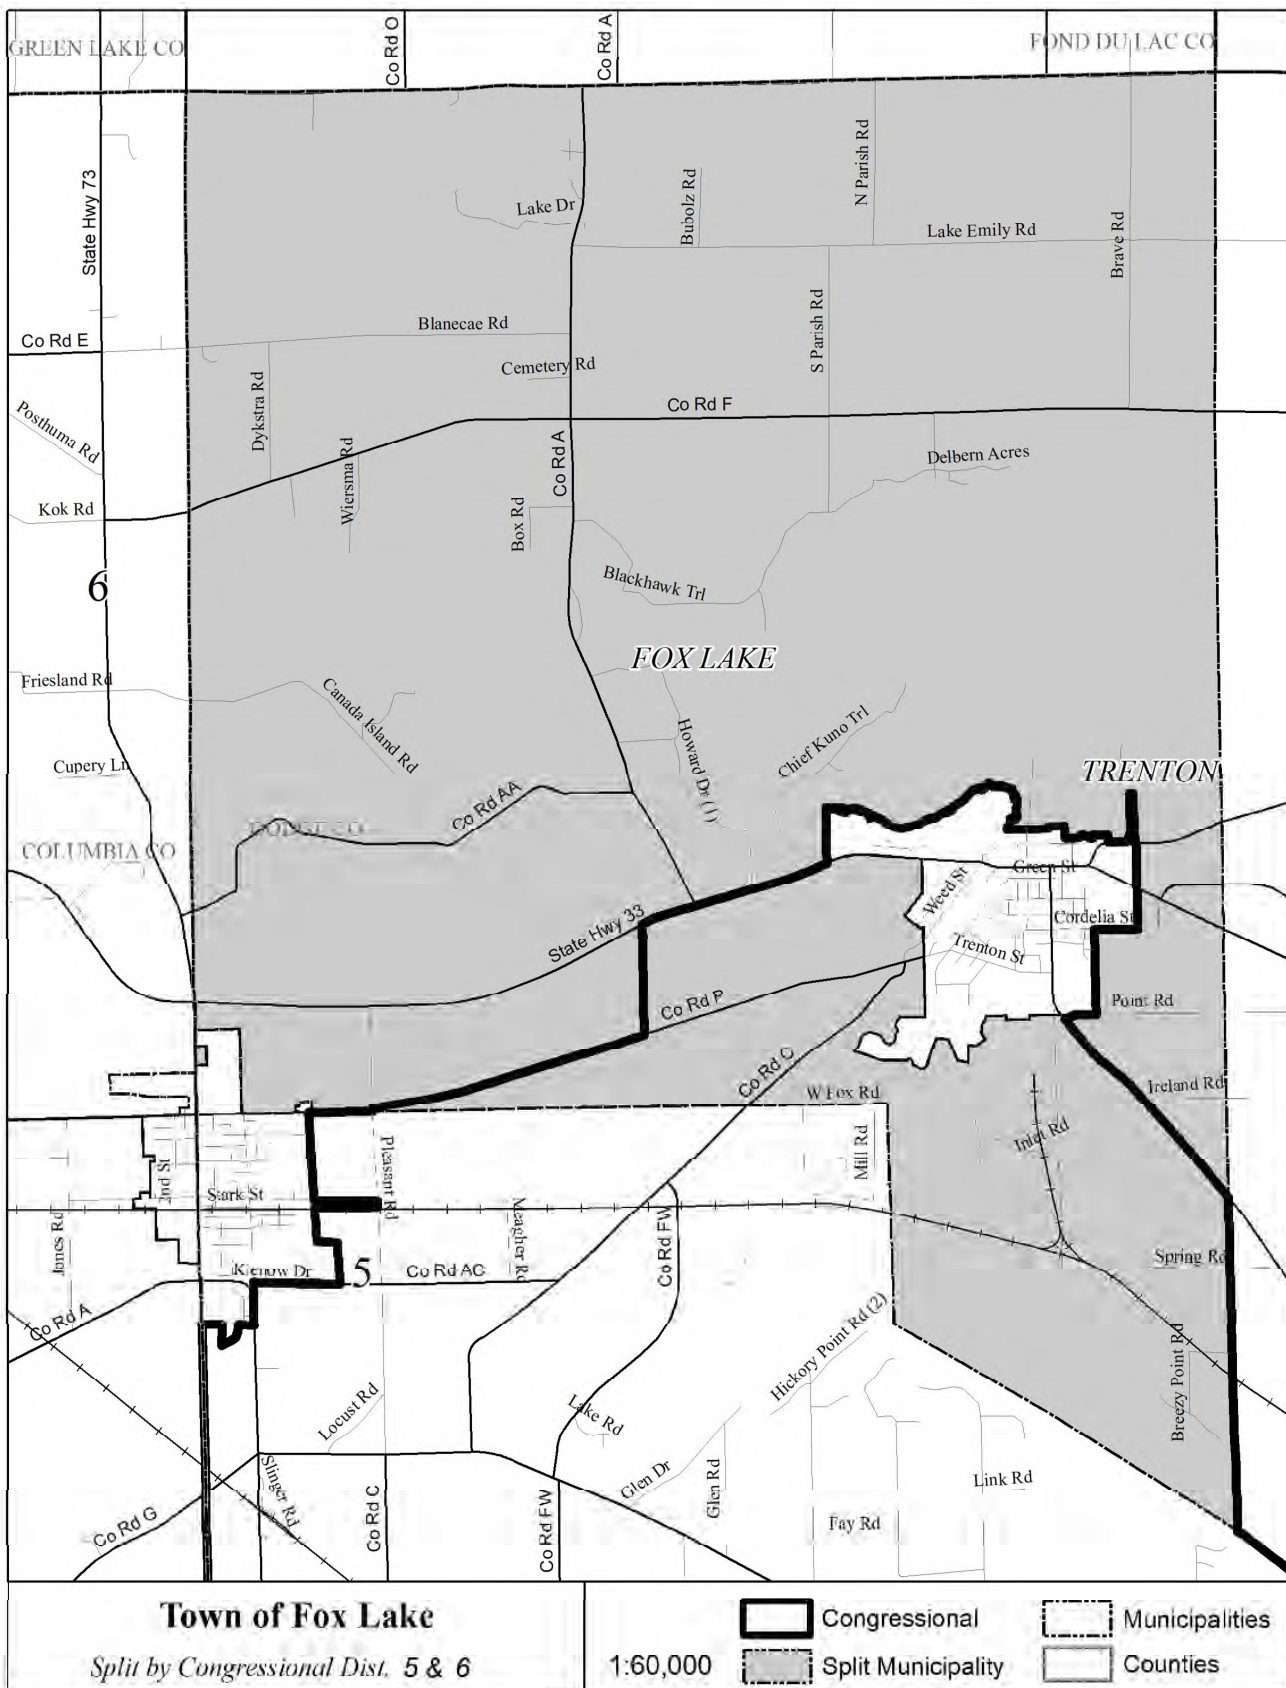 GREEN LAKE CO
Co Rd O
Co Rd A
FOND DU LAC CO
State Hwy 73
Lake Dr
Bubolz Rd
N Parish Rd
Lake Emily Rd
Brave Rd
Co Rd E
Blanecae Rd
Cemetery Rd
S Parish Rd
Posthuma Rd
Dykstra Rd
Co Rd F
Wiersma Rd
Co Rd A
Delbern Acres
Kok Rd
Box Rd
6
Blackhawk Trl
FOX LAKE
Friesland Rd
Canada Island Rd
Howard Dr (1)
Chief Kuno Trl
Cupery Ln
TRENTON
Co Rd AA
DODGE CO
COLUMBIA CO
Green St
Weed St
State Hwy 33
Cordelia St
Trenton St
Co Rd P
Point Rd
Co Rd C
W Fox Rd
Ireland Rd
Inlet Rd
Mill Rd
Pleasant Rd
2nd St
Stark St
Jones Rd
Meagher Rd
Co Rd FW
Spring Rd
Klenow Dr
5
Co Rd AC
Co Rd A
Hickory Point Rd (2)
Breezy Point Rd
Locust Rd
Lake Rd
Glen Dr
Glen Rd
Link Rd
Slinger Rd
Co Rd G
Co Rd C
Co Rd FW
Fay Rd
Town of Fox Lake
Split by Congressional Dist. 5 & 6
1:60,000
Congressional
Municipalities
Split Municipality
Counties